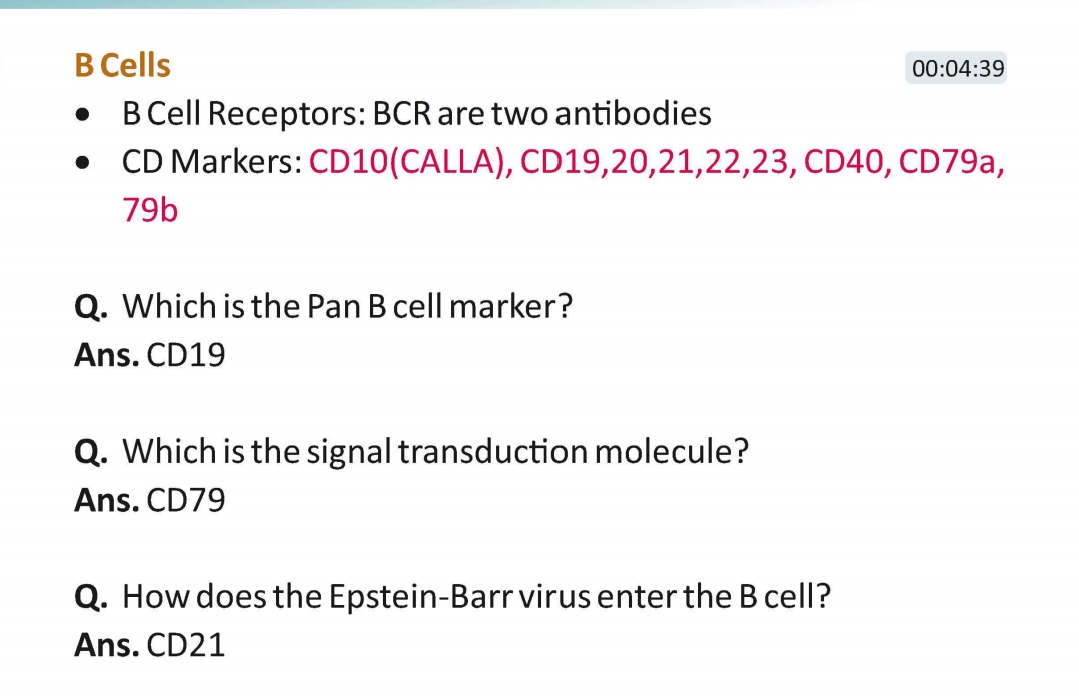 B Cells
00:04:39
• B Cell Receptors: BCR are two antibodies
• CD Markers: CD10(CALLA), CD19,20,21,22,23, CD40, CD79a,
79b
Q. Which is the Pan B cell marker?
Ans. CD19
Q. Which is the signal transduction molecule?
Ans. CD79
Q. How does the Epstein-Barr virus enter the B cell?
Ans. CD21